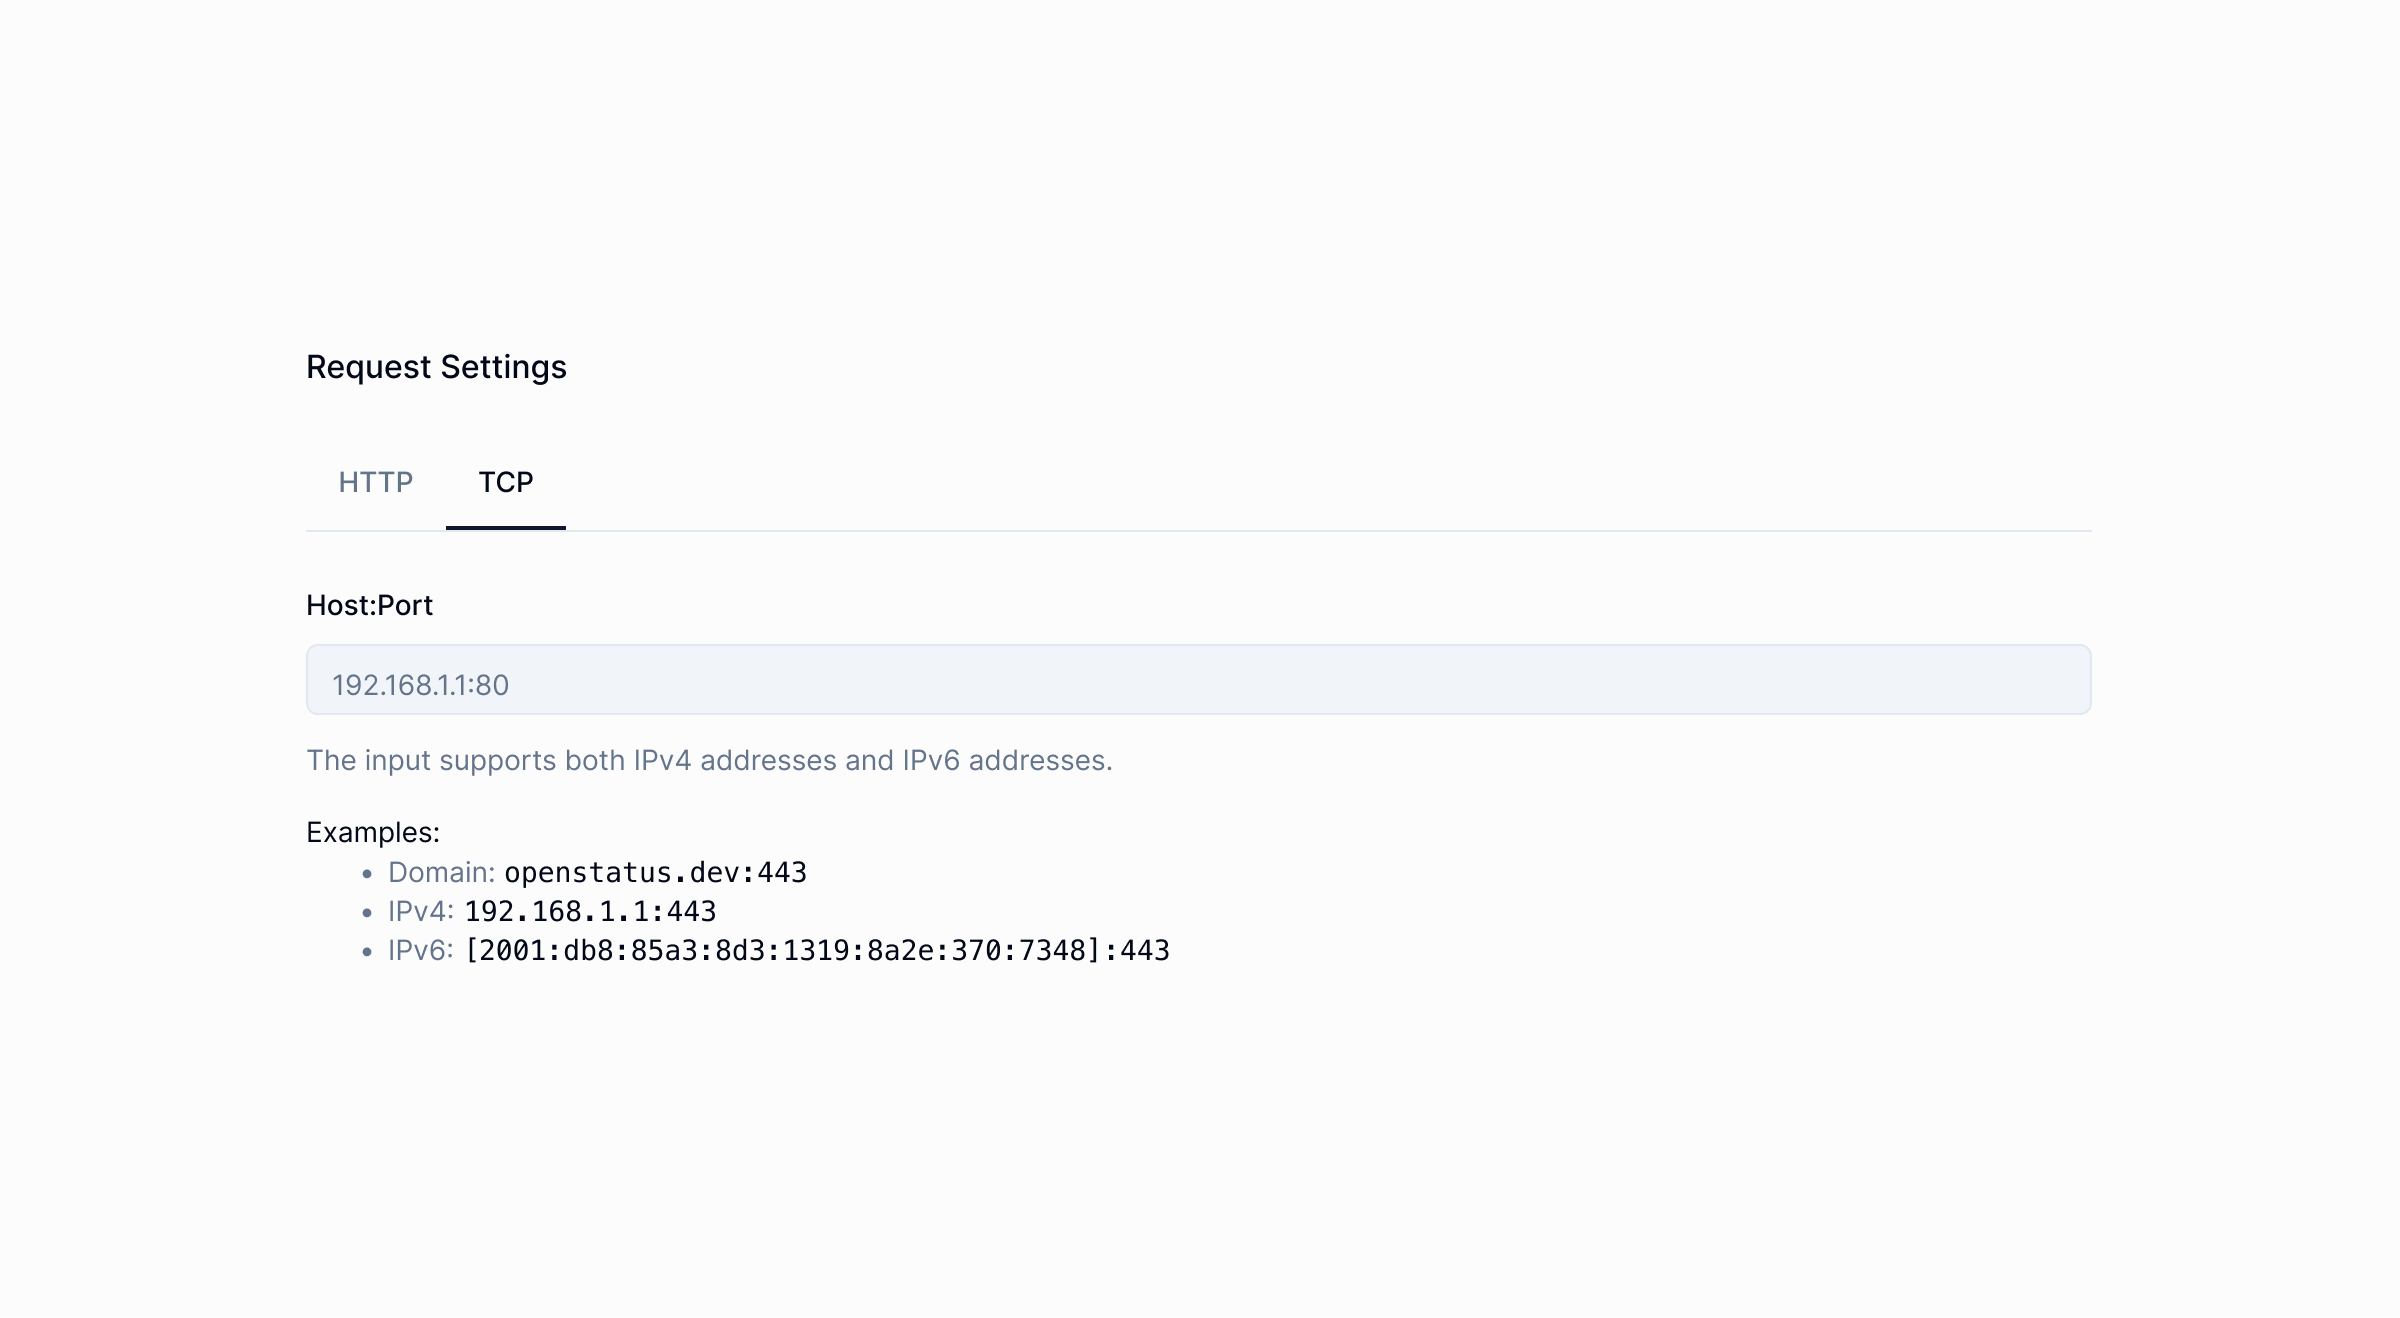 Request Settings
HTTP TCP
Host:Port
192.168.1.1:80
The input supports both IPv4 addresses and IPv6 addresses.
Examples:
• Domain: openstatus.dev:443
• IPv4: 192.168.1.1:443
• IPv6: [2001:db8:85a3:8d3:1319:8a2e:370:7348]:443